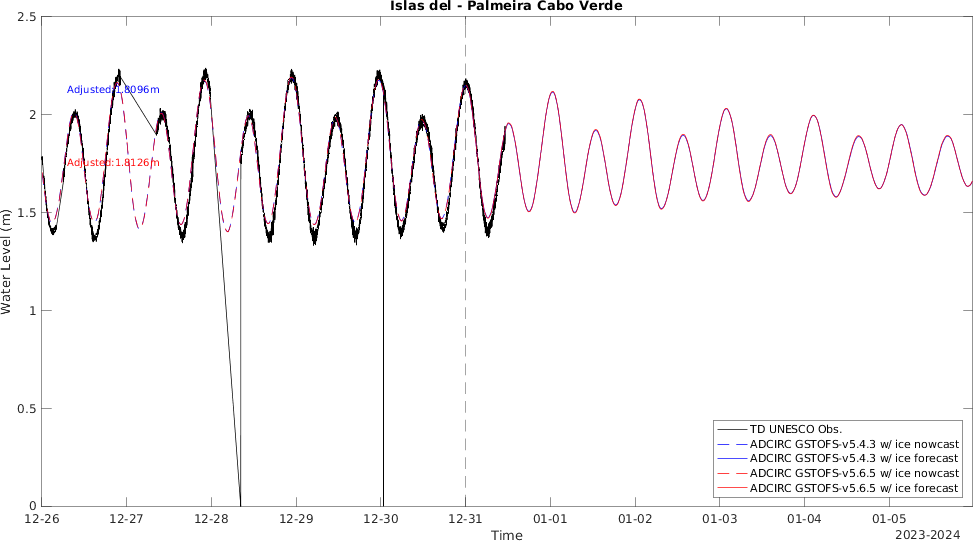 Islas del - Palmeira Cabo Verde
2.5
2
1.5
1
0.5
0
Water Level (m)
Adjusted:1.8096m
Adjusted:1.8126m
TD UNESCO Obs.
ADCIRC GSTOFS-v5.4.3 w/ ice nowcast
ADCIRC GSTOFS-v5.4.3 w/ ice forecast
ADCIRC GSTOFS-v5.6.5 w/ ice nowcast
ADCIRC GSTOFS-v5.6.5 w/ ice forecast
12-26 12-27 12-28 12-29 12-30 12-31 01-01 01-02 01-03 01-04 01-05
Time
2023-2024